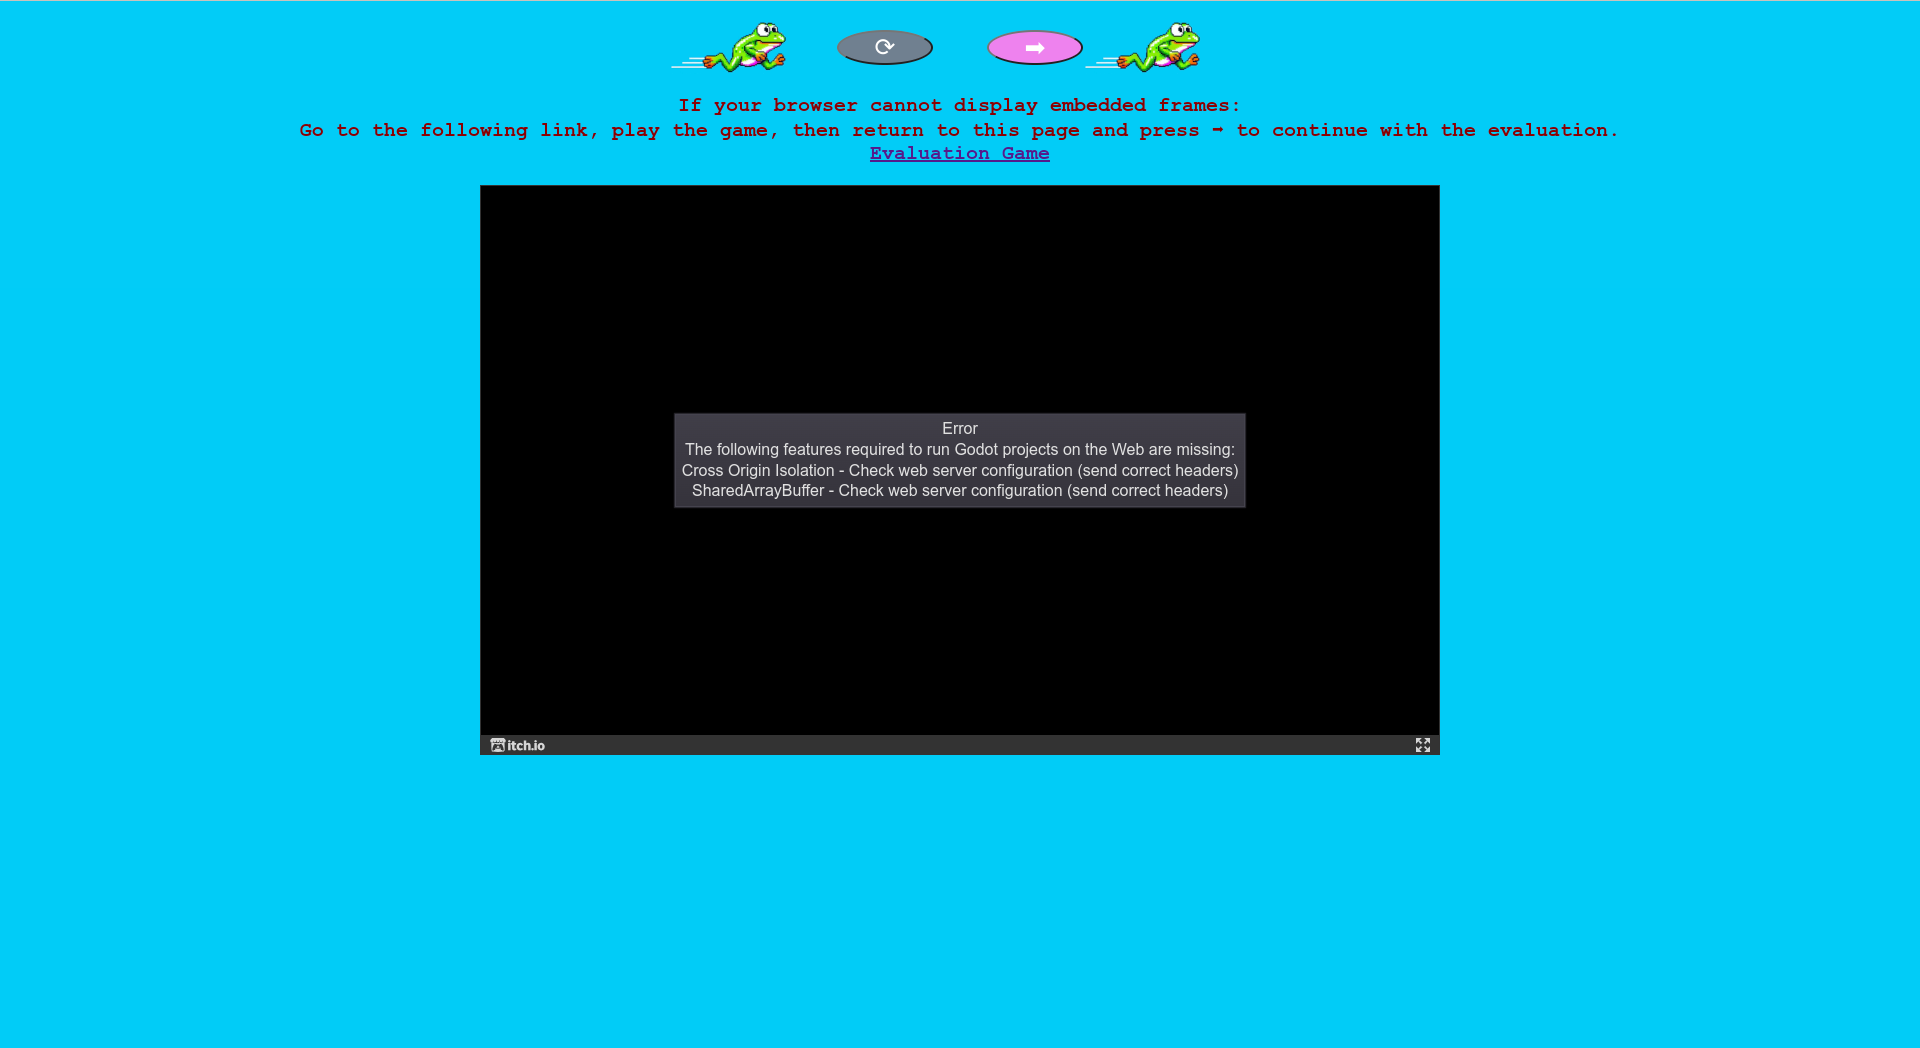 ⟳ ➡
If your browser cannot display embedded frames:
Go to the following link, play the game, then return to this page and press ➡ to continue with the evaluation.
Evaluation Game
Error
The following features required to run Godot projects on the Web are missing:
Cross Origin Isolation - Check web server configuration (send correct headers)
SharedArrayBuffer - Check web server configuration (send correct headers)
itch.io